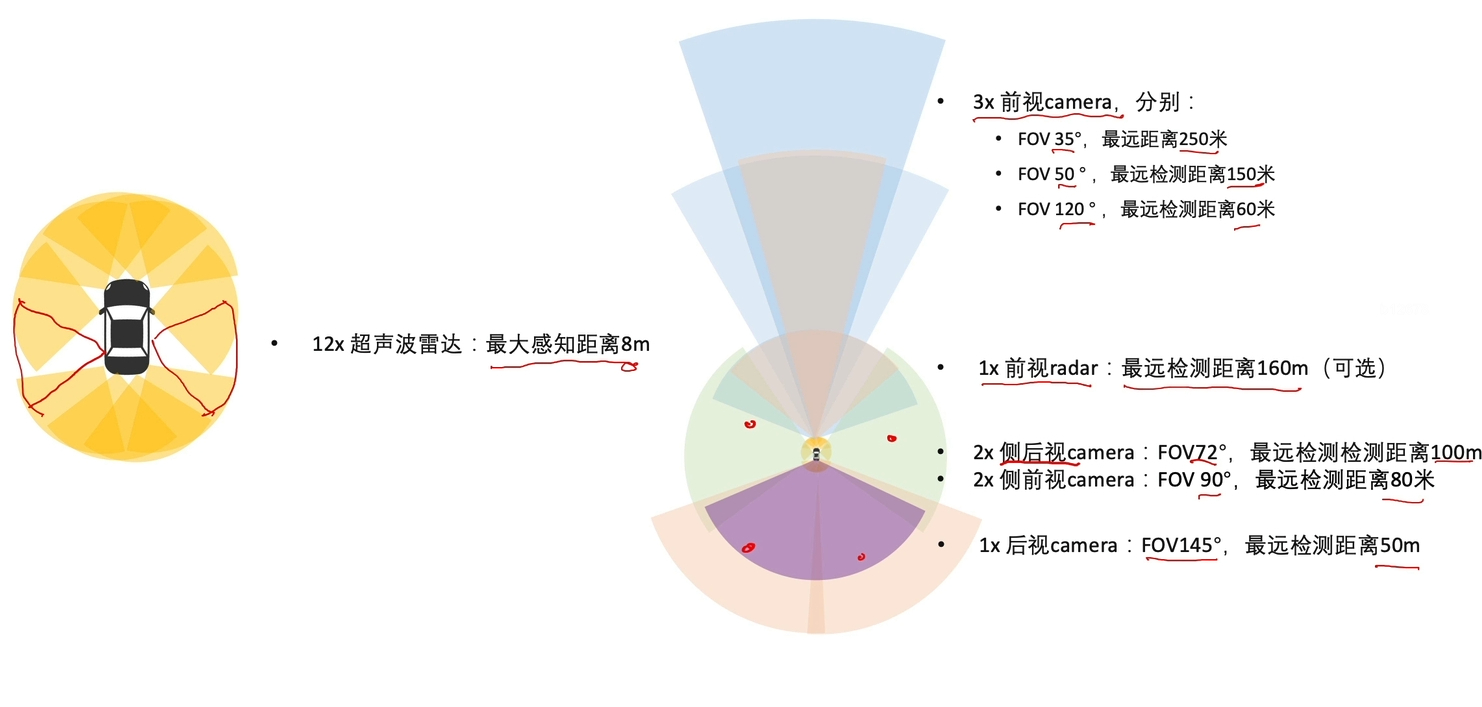 3x 前视camera，分别：
FOV 35°，最远距离250米
FOV 50 °，最远检测距离150米
FOV 120 °，最远检测距离60米
12x 超声波雷达：最大感知距离8m
1x 前视radar：最远检测距离160m（可选）
2x 侧后视camera：FOV72°，最远检测检测距离100m
2x 侧前视camera：FOV 90°，最远检测距离80米
1x 后视camera：FOV145°，最远检测距离50m